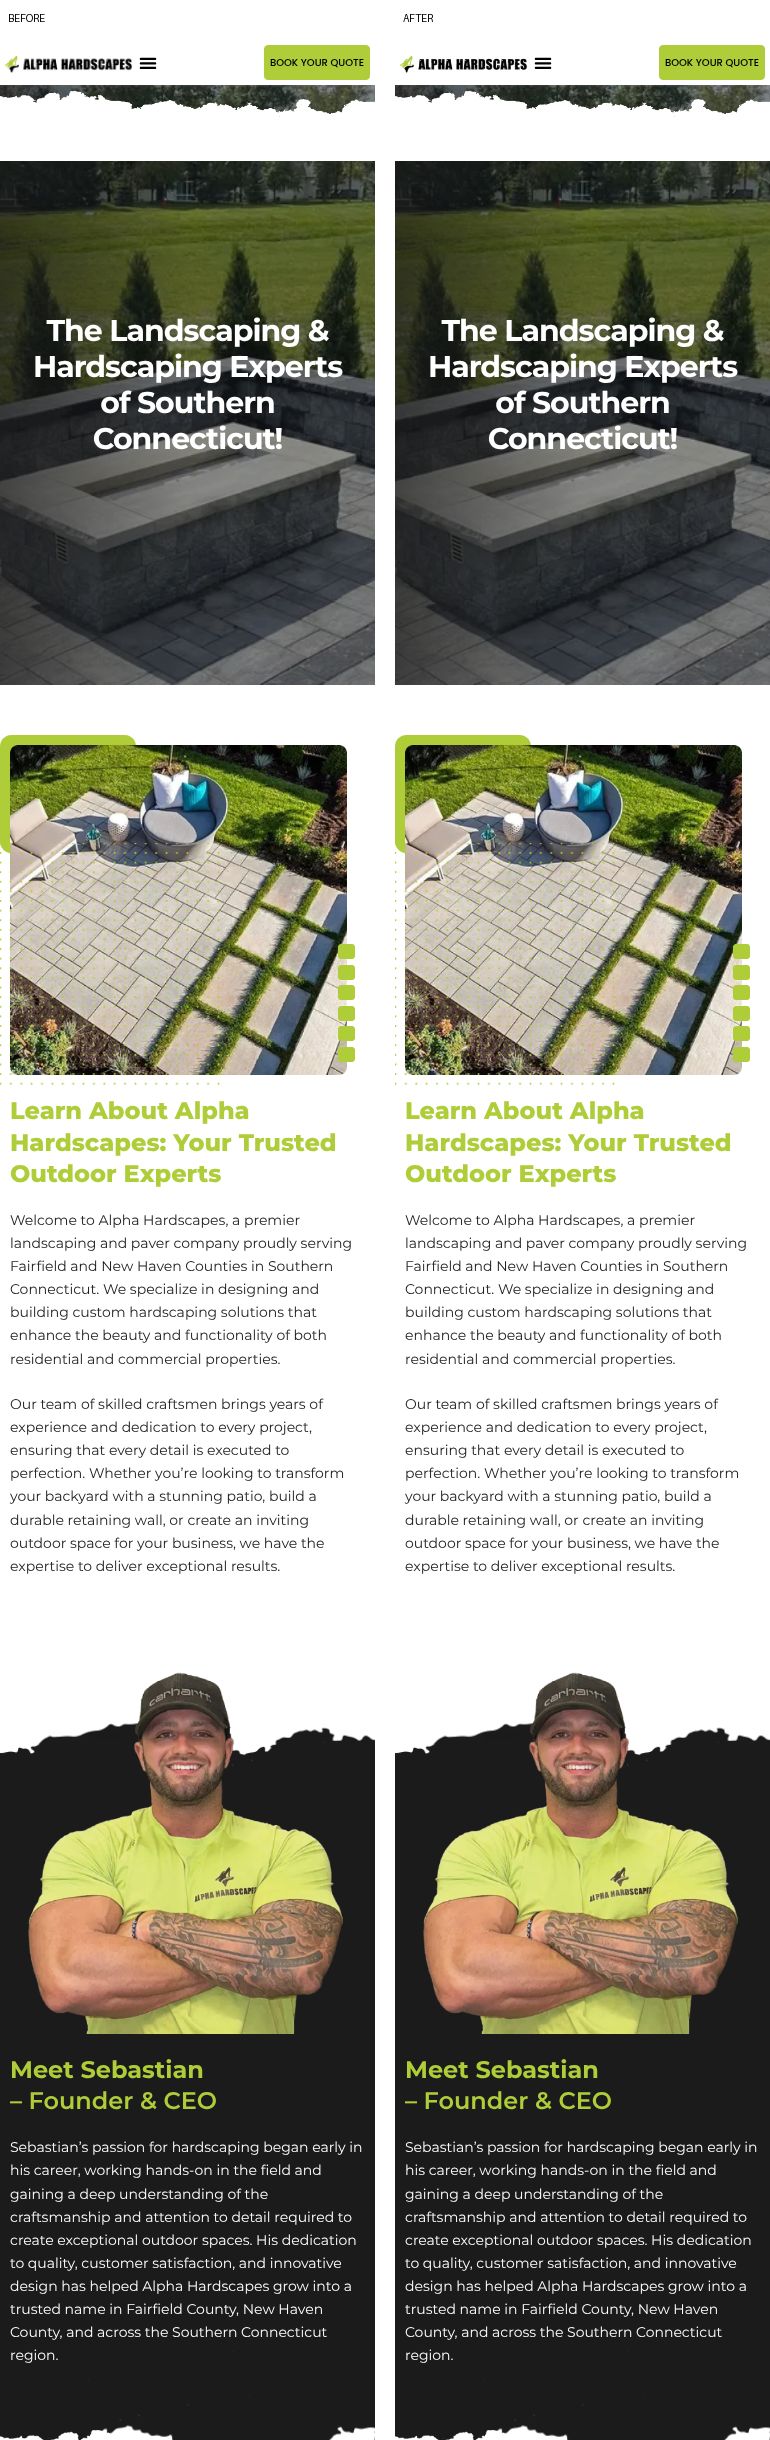 BEFORE
ALPHA HARDSCAPES
BOOK YOUR QUOTE
The Landscaping &
Hardscaping Experts
of Southern
Connecticut!
Learn About Alpha
Hardscapes: Your Trusted
Outdoor Experts
Welcome to Alpha Hardscapes, a premier
landscaping and paver company proudly serving
Fairfield and New Haven Counties in Southern
Connecticut. We specialize in designing and
building custom hardscaping solutions that
enhance the beauty and functionality of both
residential and commercial properties.
Our team of skilled craftsmen brings years of
experience and dedication to every project,
ensuring that every detail is executed to
perfection. Whether you’re looking to transform
your backyard with a stunning patio, build a
durable retaining wall, or create an inviting
outdoor space for your business, we have the
expertise to deliver exceptional results.
carhartt
ALPHA HARDSCAPES
Meet Sebastian
– Founder & CEO
Sebastian’s passion for hardscaping began early in
his career, working hands-on in the field and
gaining a deep understanding of the
craftsmanship and attention to detail required to
create exceptional outdoor spaces. His dedication
to quality, customer satisfaction, and innovative
design has helped Alpha Hardscapes grow into a
trusted name in Fairfield County, New Haven
County, and across the Southern Connecticut
region.
AFTER
ALPHA HARDSCAPES
BOOK YOUR QUOTE
The Landscaping &
Hardscaping Experts
of Southern
Connecticut!
Learn About Alpha
Hardscapes: Your Trusted
Outdoor Experts
Welcome to Alpha Hardscapes, a premier
landscaping and paver company proudly serving
Fairfield and New Haven Counties in Southern
Connecticut. We specialize in designing and
building custom hardscaping solutions that
enhance the beauty and functionality of both
residential and commercial properties.
Our team of skilled craftsmen brings years of
experience and dedication to every project,
ensuring that every detail is executed to
perfection. Whether you’re looking to transform
your backyard with a stunning patio, build a
durable retaining wall, or create an inviting
outdoor space for your business, we have the
expertise to deliver exceptional results.
carhartt
ALPHA HARDSCAPES
Meet Sebastian
– Founder & CEO
Sebastian’s passion for hardscaping began early in
his career, working hands-on in the field and
gaining a deep understanding of the
craftsmanship and attention to detail required to
create exceptional outdoor spaces. His dedication
to quality, customer satisfaction, and innovative
design has helped Alpha Hardscapes grow into a
trusted name in Fairfield County, New Haven
County, and across the Southern Connecticut
region.